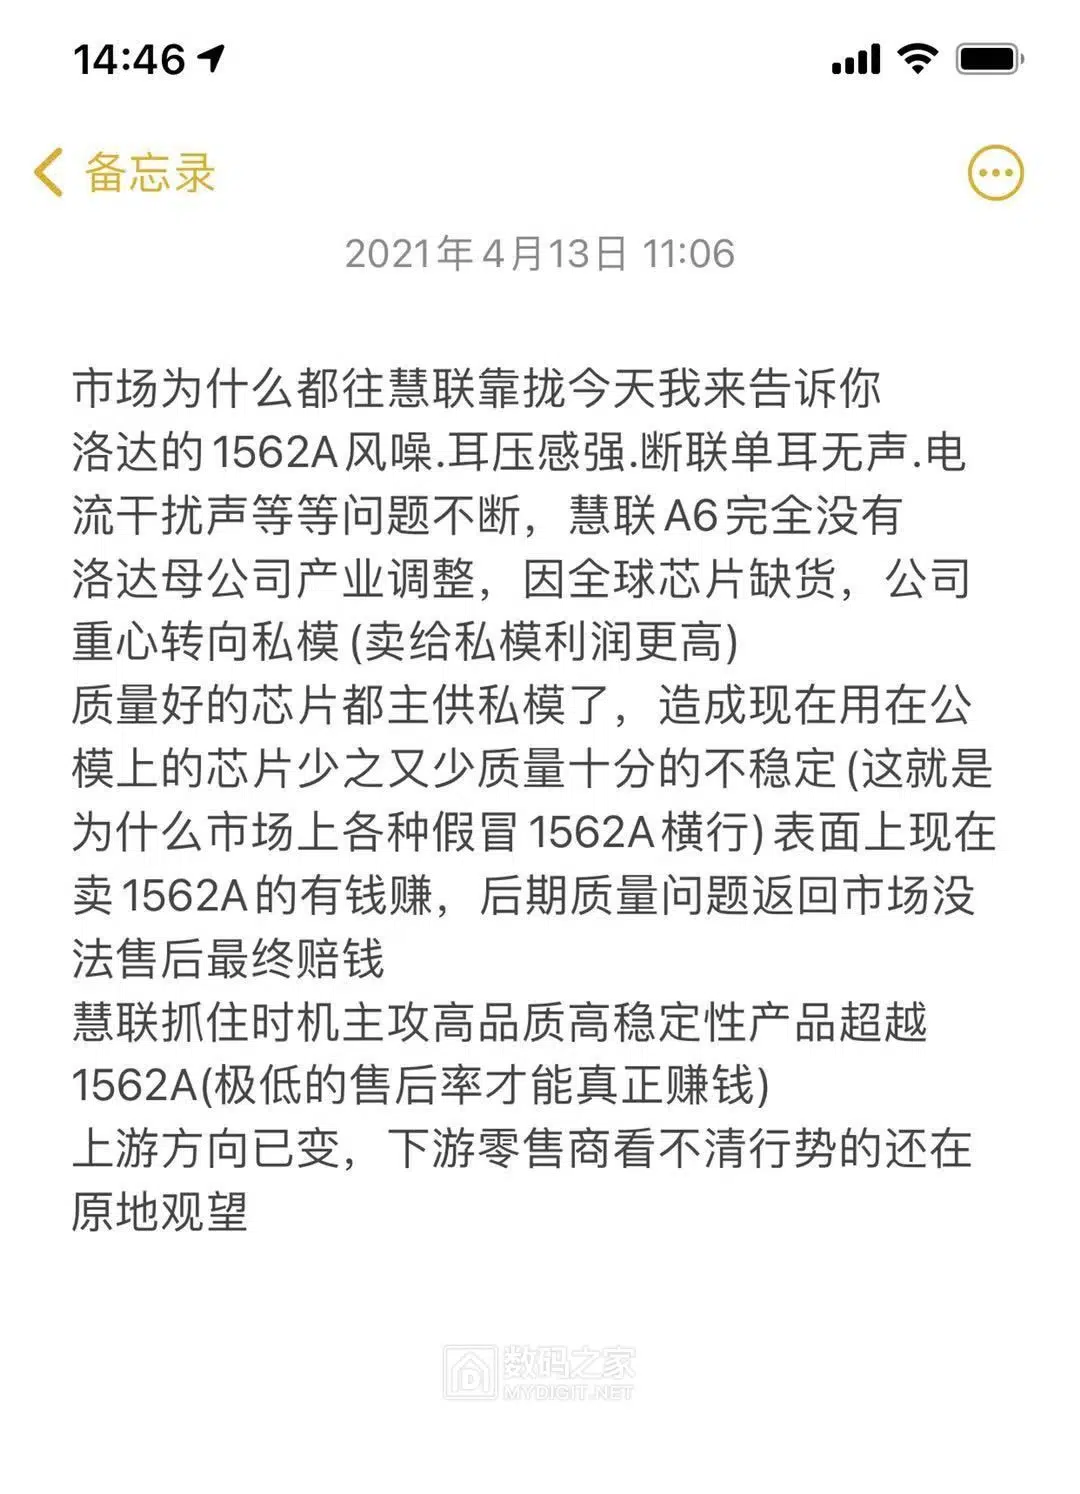 14:46
备忘录
2021年4月13日 11:06
市场为什么都往慧联靠拢今天我来告诉你
洛达的1562A风噪.耳压感强.断联单耳无声.电
流干扰声等等问题不断，慧联A6完全没有
洛达母公司产业调整，因全球芯片缺货，公司
重心转向私模(卖给私模利润更高)
质量好的芯片都主供私模了，造成现在用在公
模上的芯片少之又少质量十分的不稳定(这就是
为什么市场上各种假冒1562A横行)表面上现在
卖1562A的有钱赚，后期质量问题返回市场没
法售后最终赔钱
慧联抓住时机主攻高品质高稳定性产品超越
1562A(极低的售后率才能真正赚钱)
上游方向已变，下游零售商看不清行势的还在
原地观望
数码之家
MYDIGIT.NET